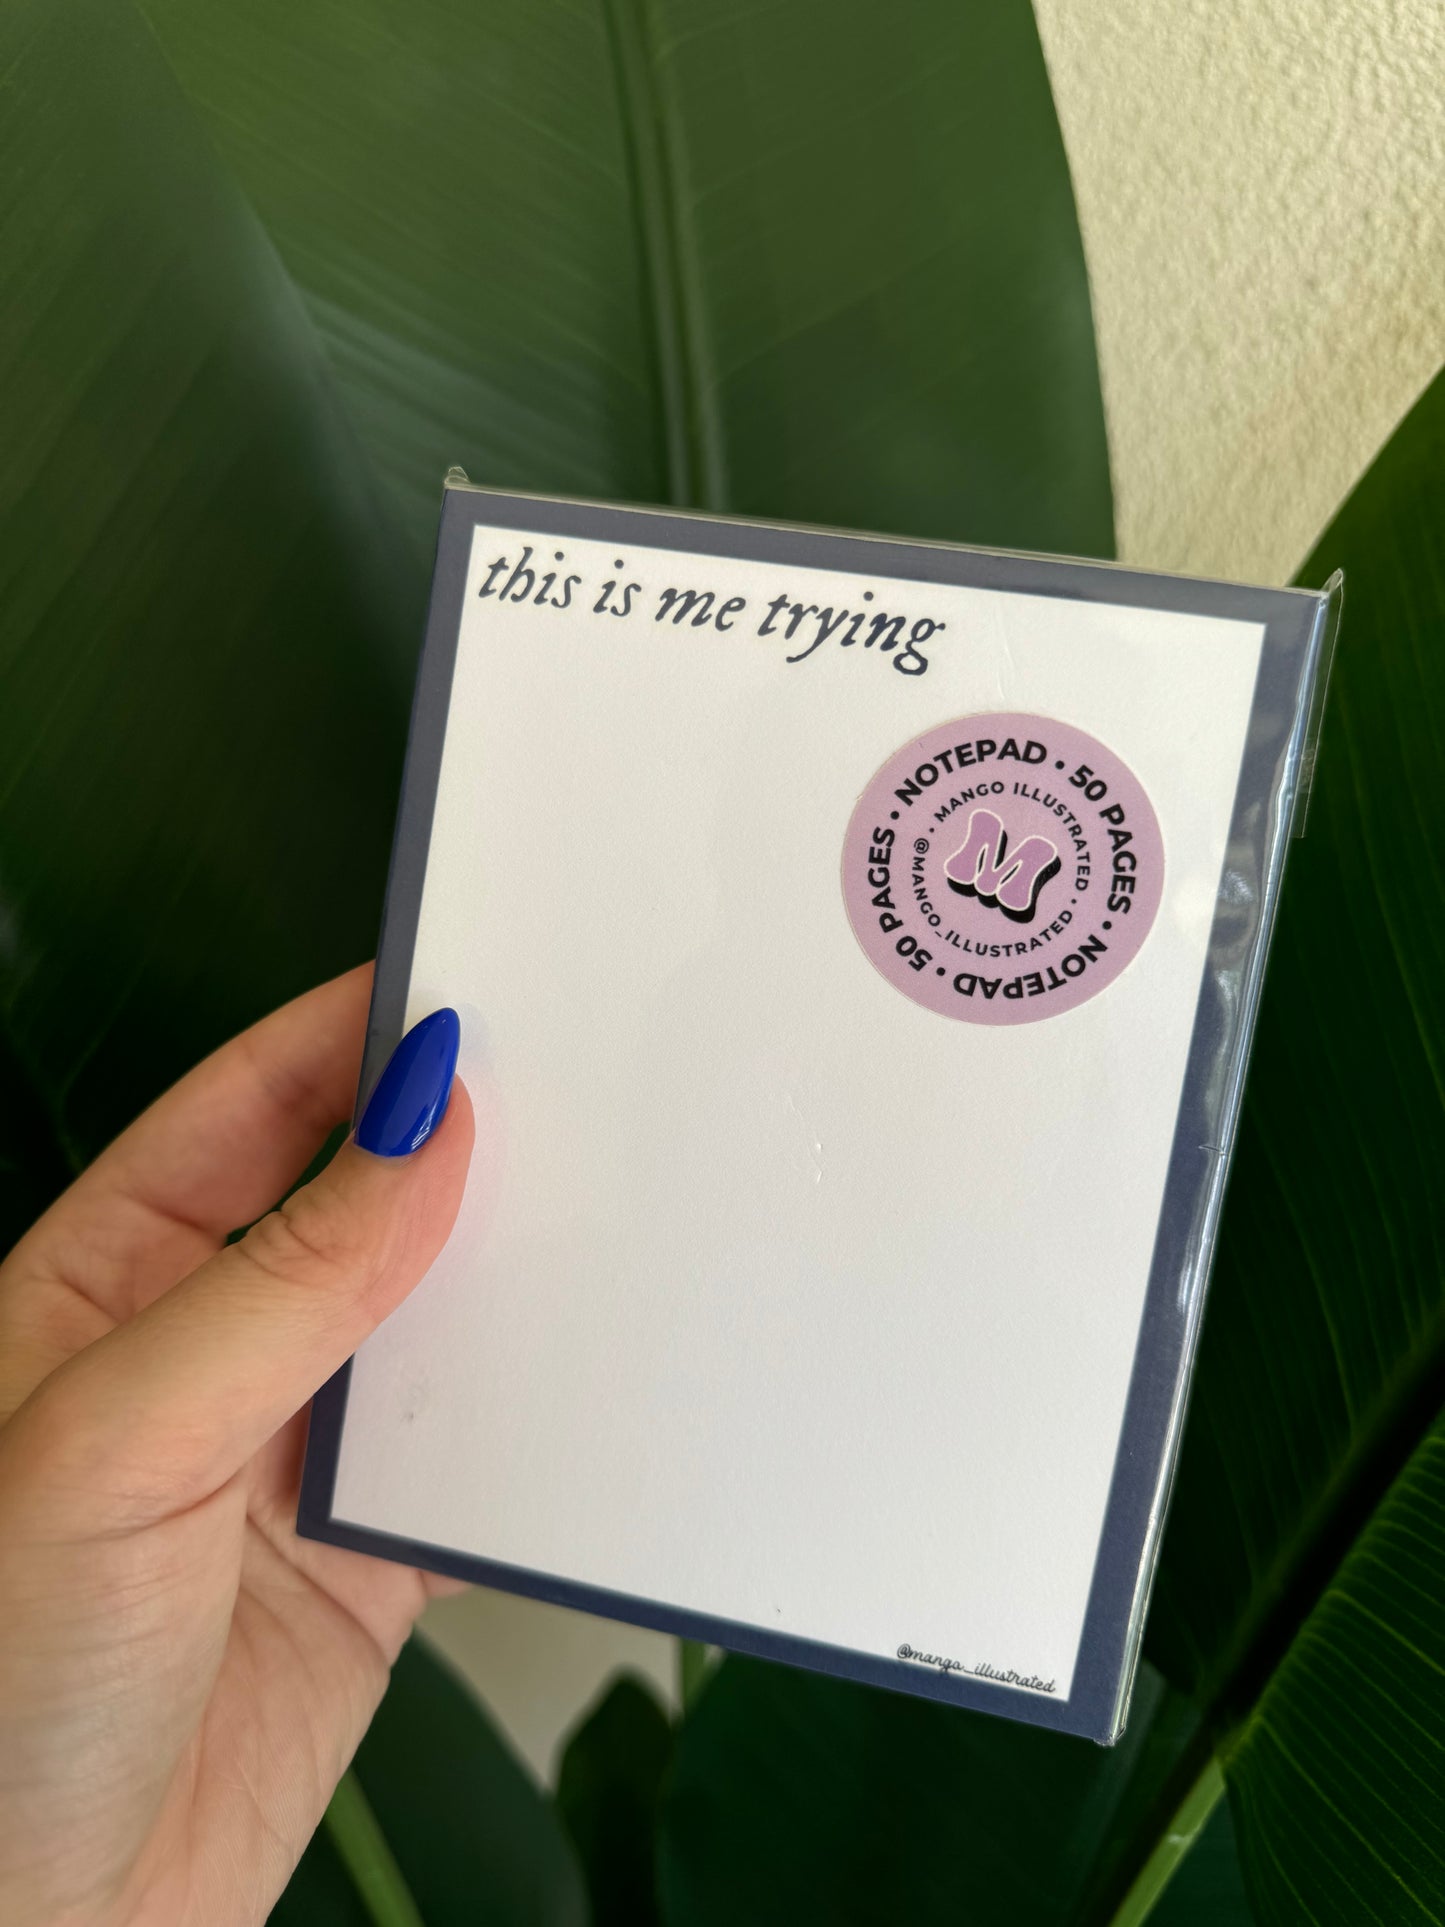 this is me trying
NOTEPAD • 50 PAGES • NOTEPAD • 50 PAGES •
MANGO ILLUSTRATED • @MANGO_ILLUSTRATED •
M
@mango_illustrated